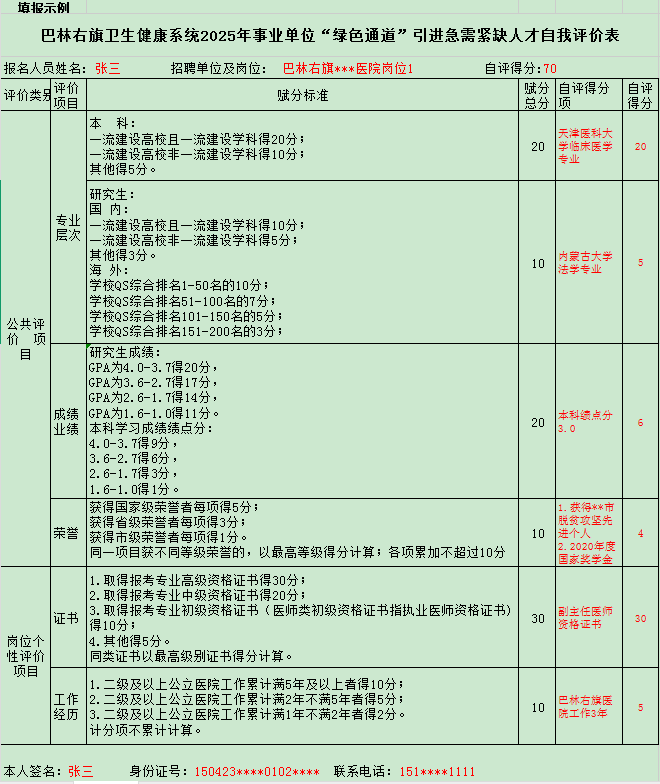 填报示例
巴林右旗卫生健康系统2025年事业单位“绿色通道”引进急需紧缺人才自我评价表
报名人员姓名：张三 招聘单位及岗位： 巴林右旗***医院岗位1 自评得分:70
评价类别 评价项目 赋分标准 赋分总分 自评得分项 自评得分
公共评价 项目
专业层次
本 科：
一流建设高校且一流建设学科得20分；
一流建设高校非一流建设学科得10分；
其他得5分。
20
天津医科大学临床医学专业
20
研究生：
国 内：
一流建设高校且一流建设学科得10分；
一流建设高校非一流建设学科得5分；
其他得3分。
海 外：
学校QS综合排名1-50名的10分；
学校QS综合排名51-100名的7分；
学校QS综合排名101-150名的5分；
学校QS综合排名151-200名的3分；
10
内蒙古大学法学专业
5
成绩业绩
研究生成绩：
GPA为4.0-3.7得20分，
GPA为3.6-2.7得17分，
GPA为2.6-1.7得14分，
GPA为1.6-1.0得11分。
本科学习成绩绩点分：
4.0-3.7得9分，
3.6-2.7得6分，
2.6-1.7得3分，
1.6-1.0得1分。
20
本科绩点分3.0
6
荣誉
获得国家级荣誉者每项得5分；
获得省级荣誉者每项得3分；
获得市级荣誉者每项得1分。
同一项目获不同等级荣誉的，以最高等级得分计算；各项累加不超过10分
10
1.获得**市脱贫攻坚先进个人
2.2020年度国家奖学金
4
岗位个性评价项目
证书
1.取得报考专业高级资格证书得30分；
2.取得报考专业中级资格证书得20分；
3.取得报考专业初级资格证书（医师类初级资格证书指执业医师资格证书）得10分；
4.其他得5分。
同类证书以最高级别证书得分计算。
30
副主任医师资格证书
30
工作经历
1.二级及以上公立医院工作累计满5年及以上者得10分；
2.二级及以上公立医院工作累计满2年不满5年者得5分；
3.二级及以上公立医院工作累计满1年不满2年者得2分。
计分项不累计计算。
10
巴林右旗医院工作3年
5
本人签名：张三 身份证号：150423****0102**** 联系电话：151****1111